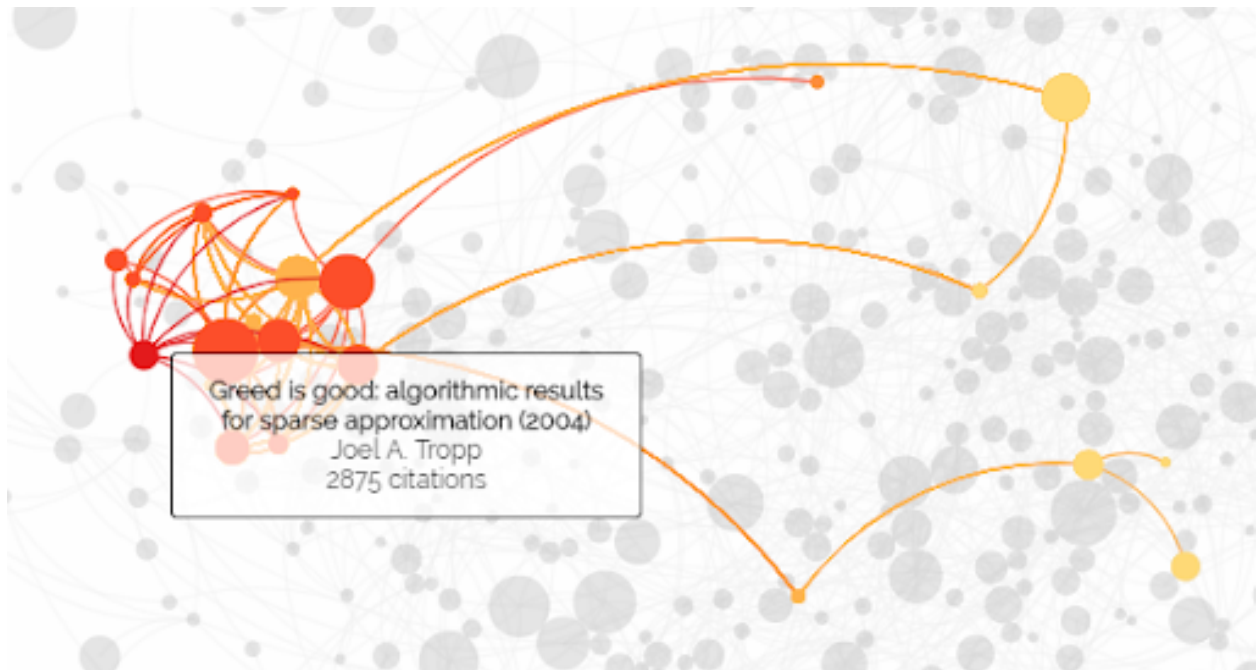 Greed is good: algorithmic results
for sparse approximation (2004)
Joel A. Tropp
2875 citations